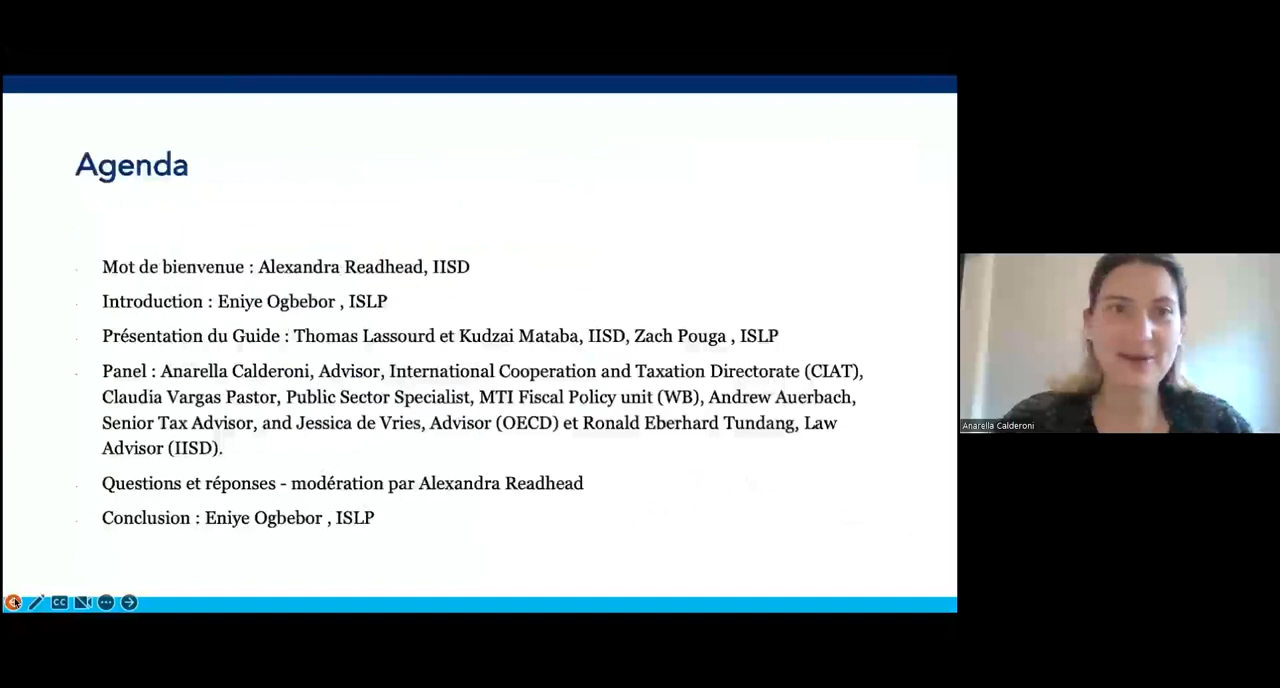 Agenda
Mot de bienvenue : Alexandra Readhead, IISD
Introduction : Eniye Ogbebor , ISLP
Présentation du Guide : Thomas Lassourd et Kudzai Mataba, IISD, Zach Pouga , ISLP
Panel : Anarella Calderoni, Advisor, International Cooperation and Taxation Directorate (CIAT),
Claudia Vargas Pastor, Public Sector Specialist, MTI Fiscal Policy unit (WB), Andrew Auerbach,
Senior Tax Advisor, and Jessica de Vries, Advisor (OECD) et Ronald Eberhard Tundang, Law
Advisor (IISD).
Questions et réponses - modération par Alexandra Readhead
Conclusion : Eniye Ogbebor , ISLP
CC
Anarella Calderoni